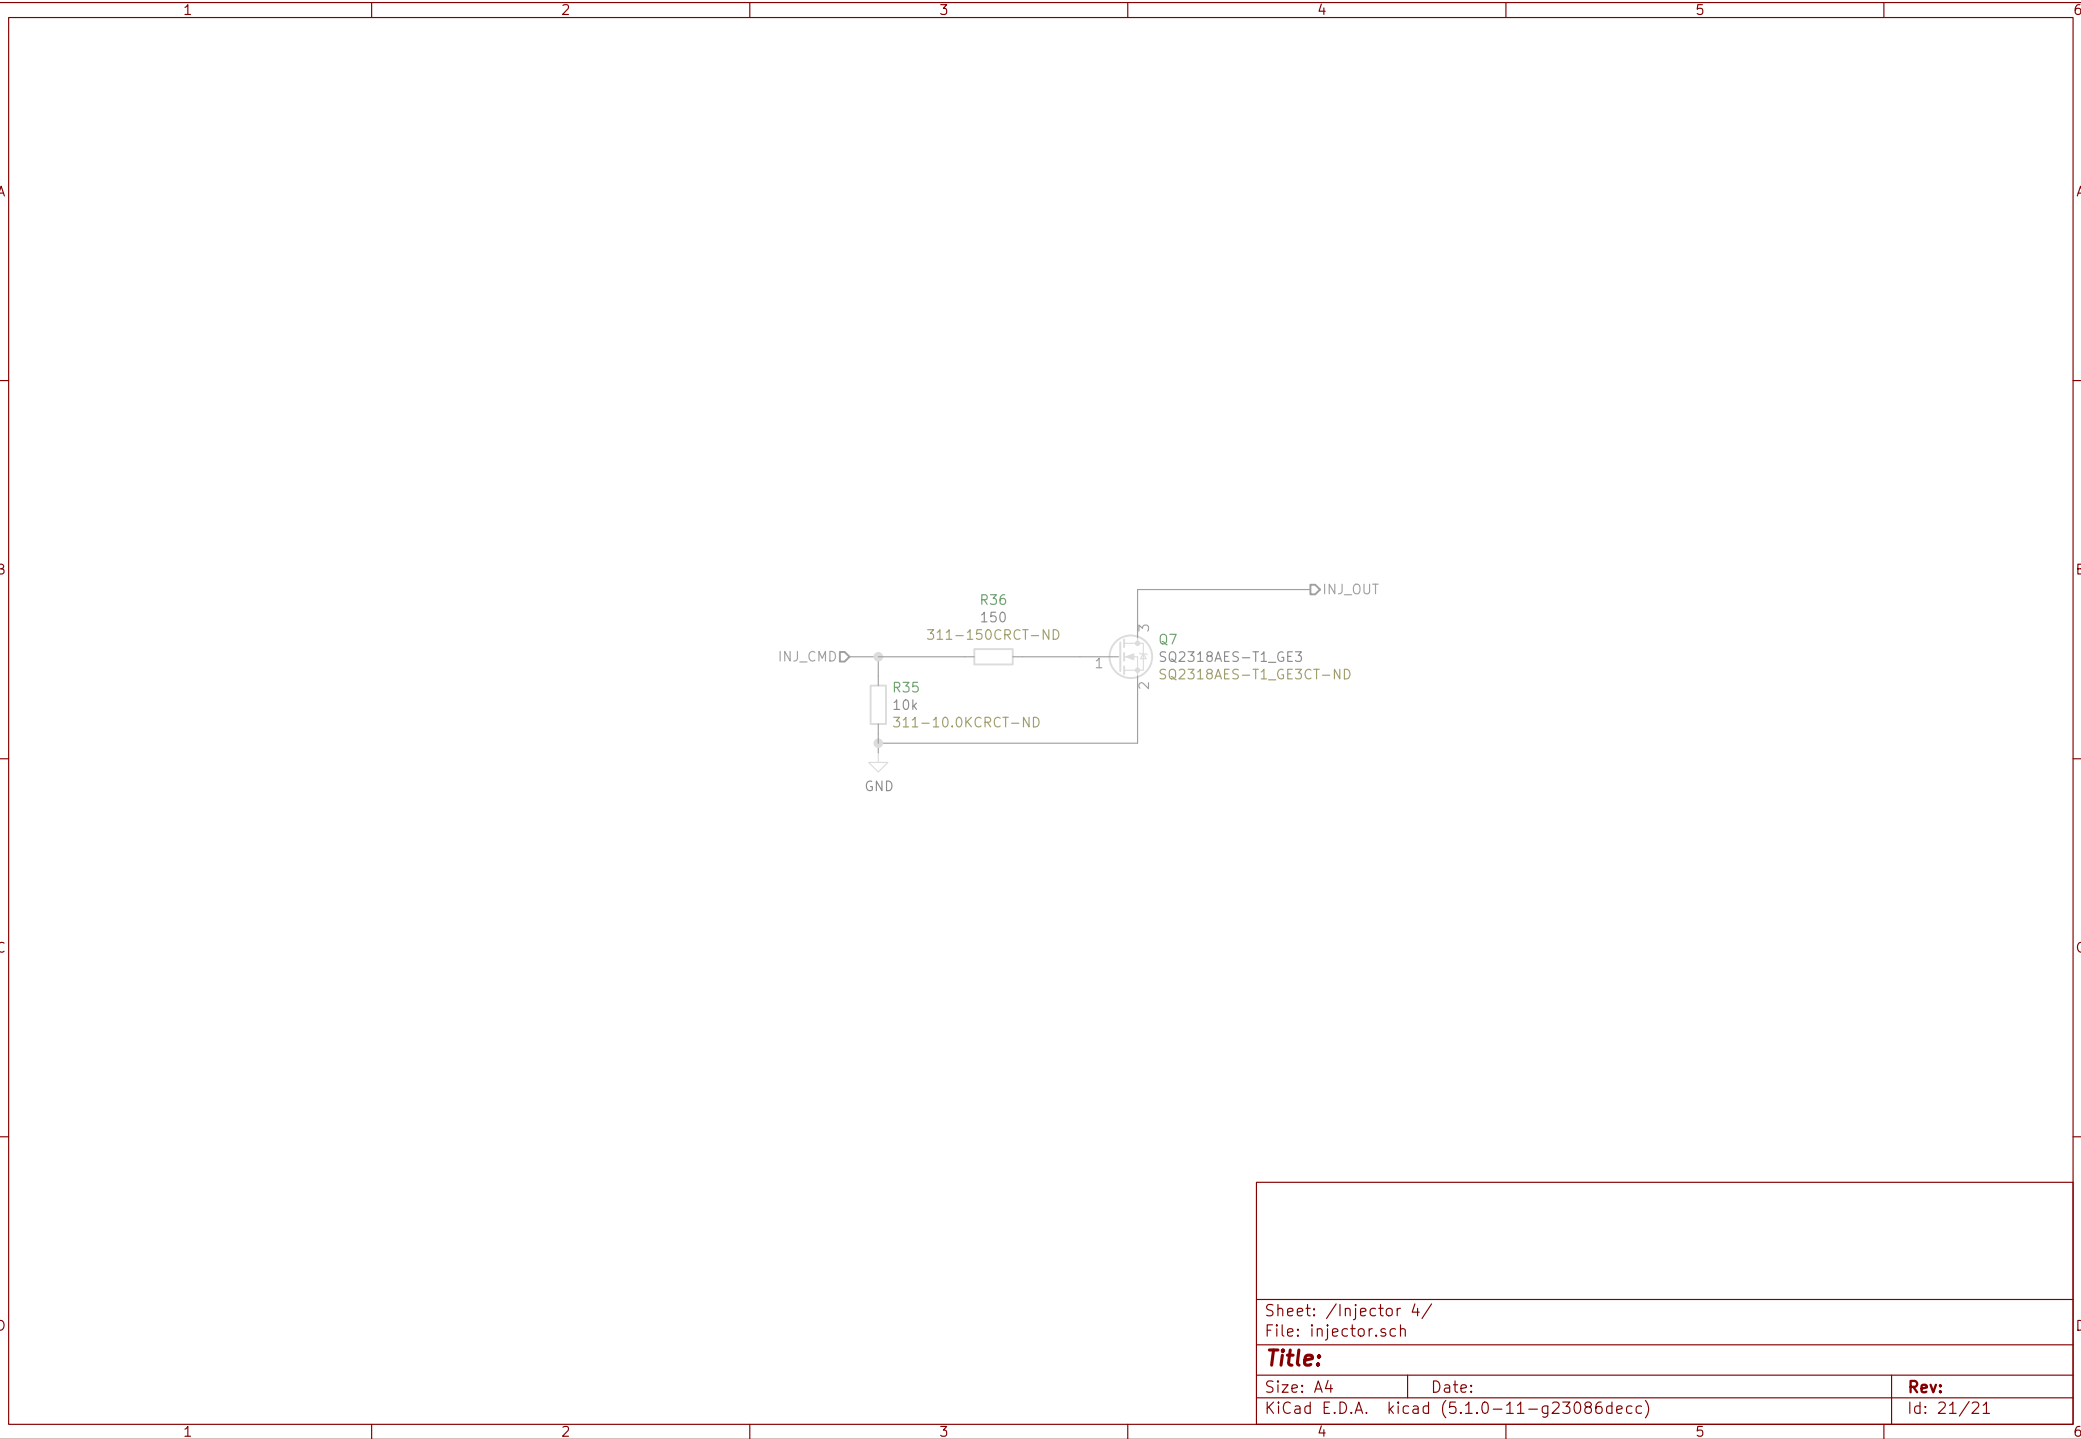 1 2 3 4 5 6
A A
B B
INJ_OUT
R36
150
311-150CRCT-ND
3
Q7
INJ_CMD
1
SQ2318AES-T1_GE3
SQ2318AES-T1_GE3CT-ND
2
R35
10k
311-10.0KCRCT-ND
GND
C C
Sheet: /Injector 4/
File: injector.sch
D D
Title:
Size: A4 Date: Rev:
KiCad E.D.A. kicad (5.1.0-11-g23086decc) Id: 21/21
1 2 3 4 5 6